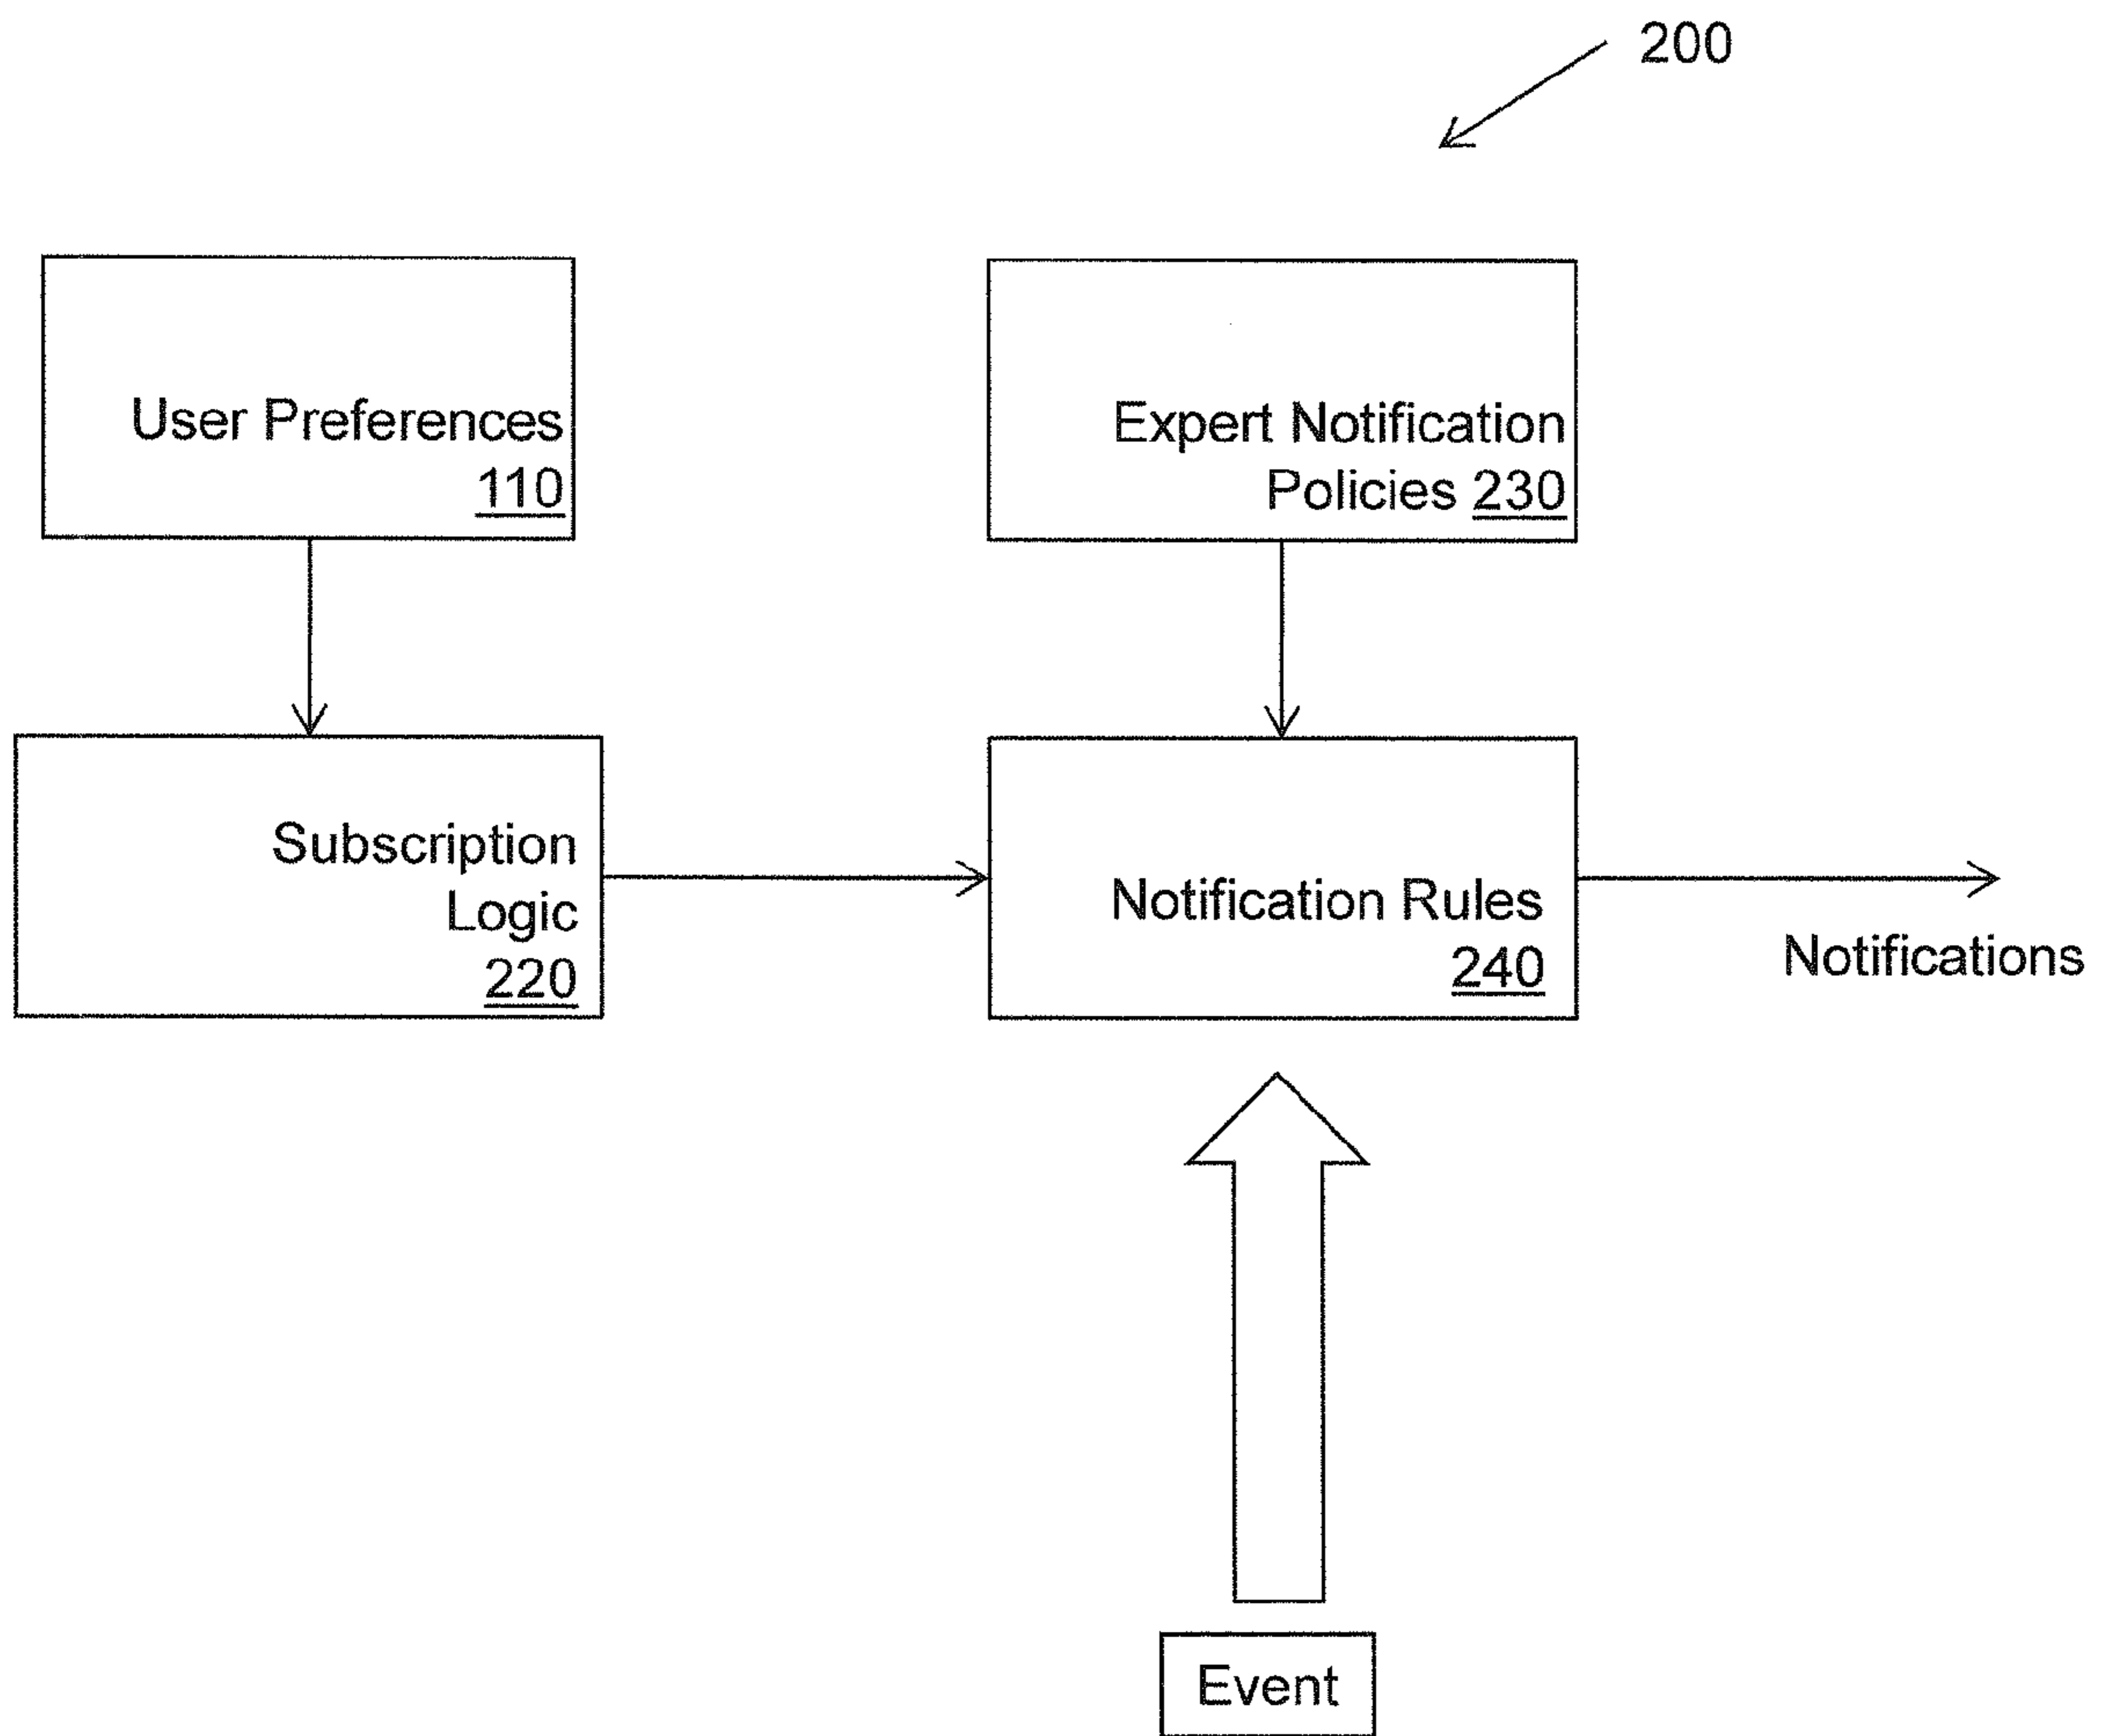 200
User Preferences
110
Expert Notification
Policies 230
Subscription
Logic
220
Notification Rules
240
Notifications
Event